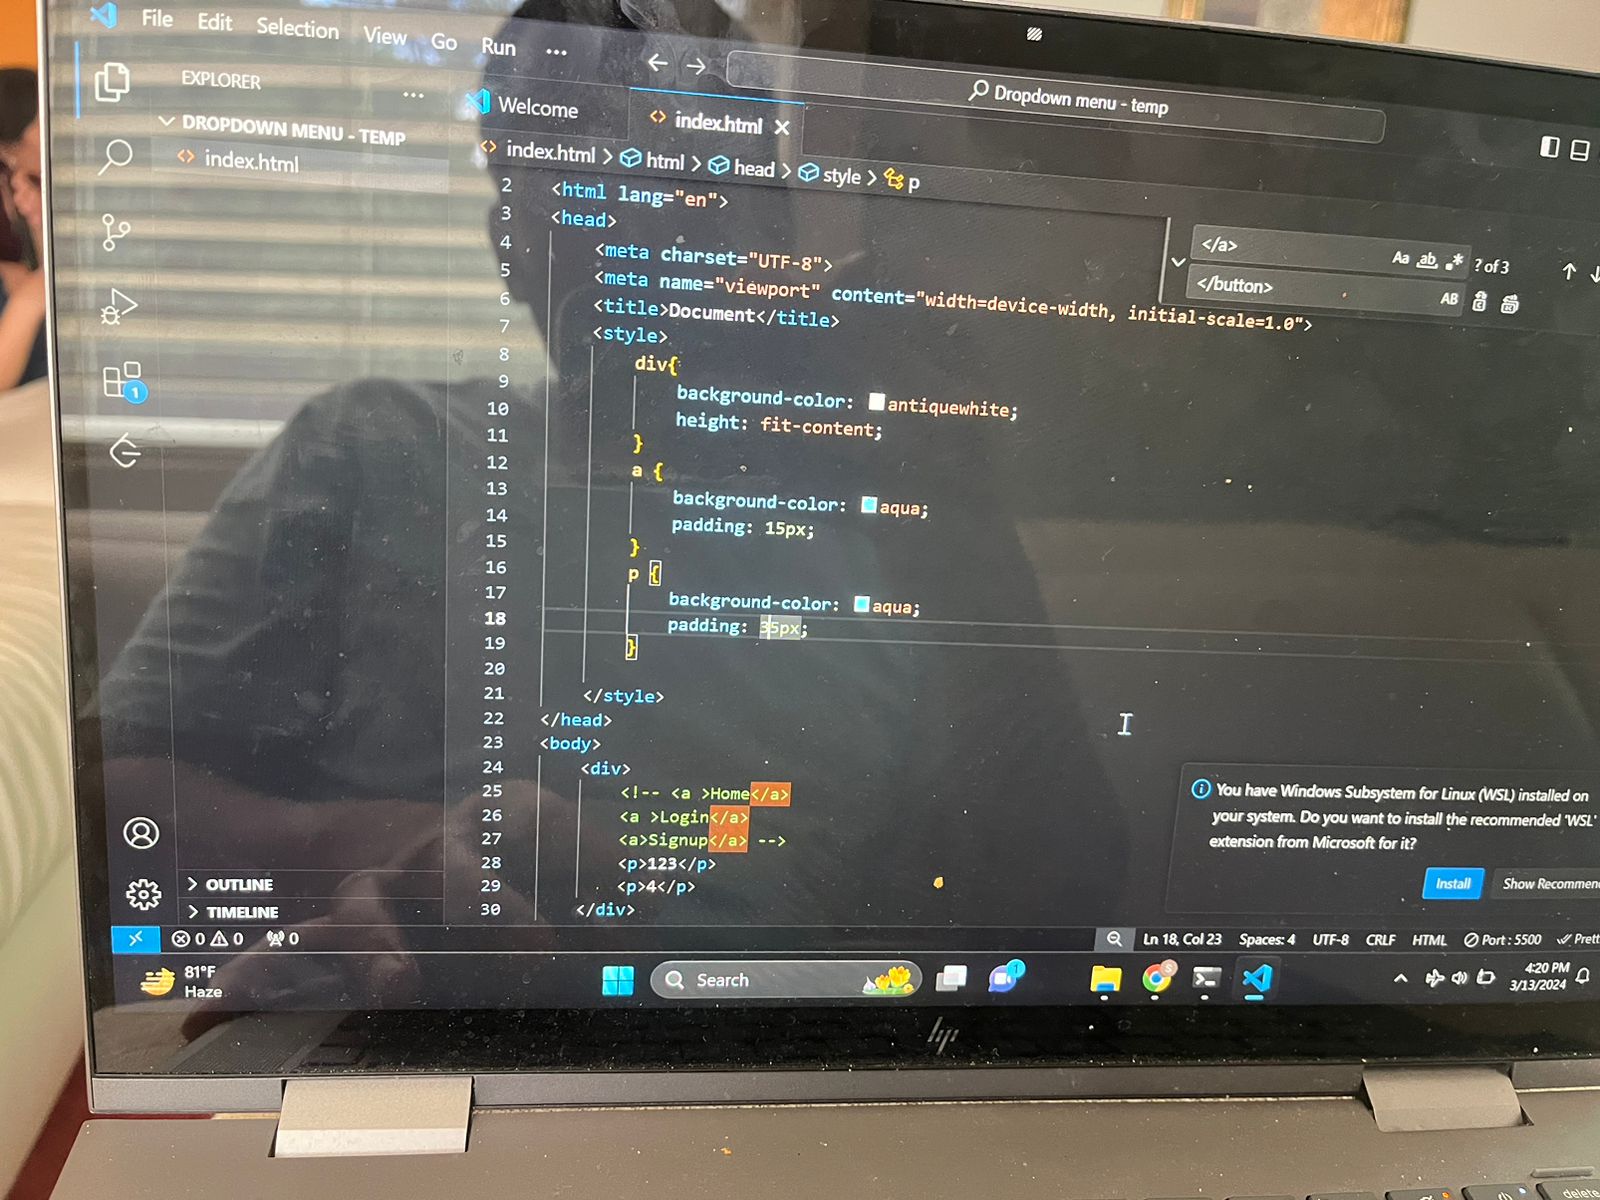 File Edit Selection View Go Run ...
Dropdown menu - temp
EXPLORER ...
Welcome
index.html
DROPDOWN MENU - TEMP
index.html
index.html > html > head > style > p
2 <html lang="en">
3 <head>
4 <meta charset="UTF-8">
5 <meta name="viewport" content="width=device-width, initial-scale=1.0">
6 <title>Document</title>
7 <style>
8 div{
9 background-color: antiquewhite;
10 height: fit-content;
11 }
12 a {
13 background-color: aqua;
14 padding: 15px;
15 }
16 p {
17 background-color: aqua;
18 padding: 35px;
19 }
20
21 </style>
22 </head>
23 <body>
24 <div>
25 <!-- <a >Home</a>
26 <a >Login</a>
27 <a>Signup</a> -->
28 <p>123</p>
29 <p>4</p>
30 </div>
</a> Aa ab .* ? of 3
</button> AB
1
You have Windows Subsystem for Linux (WSL) installed on
your system. Do you want to install the recommended 'WSL'
extension from Microsoft for it?
Install Show Recommen
OUTLINE
TIMELINE
0 0 0
Ln 18, Col 23 Spaces: 4 UTF-8 CRLF HTML Port : 5500 Prett
81°F
Haze
Search
1
S
4:20 PM
3/13/2024
hp
delete